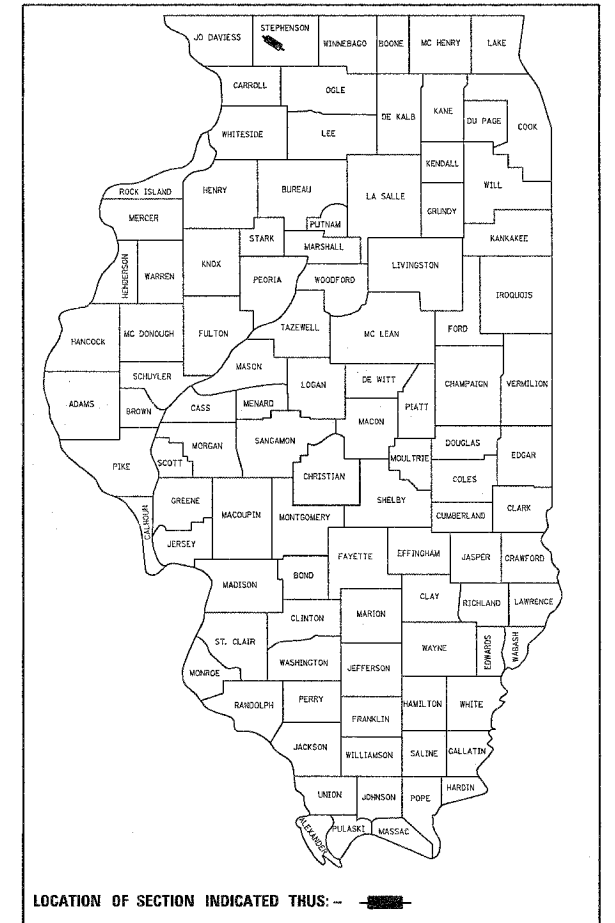 JO DAVIESS
STEPHENSON
WINNEBAGO
BOONE
MC HENRY
LAKE
CARROLL
OGLE
DE KALB
KANE
DU PAGE
COOK
WHITESIDE
LEE
KENDALL
WILL
ROCK ISLAND
HENRY
BUREAU
LA SALLE
GRUNDY
MERCER
PUTNAM
KANKAKEE
STARK
MARSHALL
HENDERSON
WARREN
KNOX
PEORIA
WOODFORD
LIVINGSTON
IROQUOIS
FORD
HANCOCK
MC DONOUGH
FULTON
TAZEWELL
MC LEAN
MASON
SCHUYLER
LOGAN
DE WITT
CHAMPAIGN
VERMILION
ADAMS
BROWN
CASS
MENARD
PIATT
MACON
MORGAN
SANGAMON
DOUGLAS
EDGAR
PIKE
SCOTT
CHRISTIAN
MOULTRIE
COLES
SHELBY
GREENE
MACOUPIN
MONTGOMERY
CUMBERLAND
CLARK
CALHOUN
JERSEY
FAYETTE
EFFINGHAM
JASPER
CRAWFORD
MADISON
BOND
CLAY
RICHLAND
LAWRENCE
CLINTON
MARION
ST. CLAIR
WAYNE
EDWARDS
WABASH
MONROE
WASHINGTON
JEFFERSON
RANDOLPH
PERRY
HAMILTON
WHITE
FRANKLIN
JACKSON
WILLIAMSON
SALINE
GALLATIN
UNION
JOHNSON
POPE
HARDIN
ALEXANDER
PULASKI
MASSAC
LOCATION OF SECTION INDICATED THUS: -